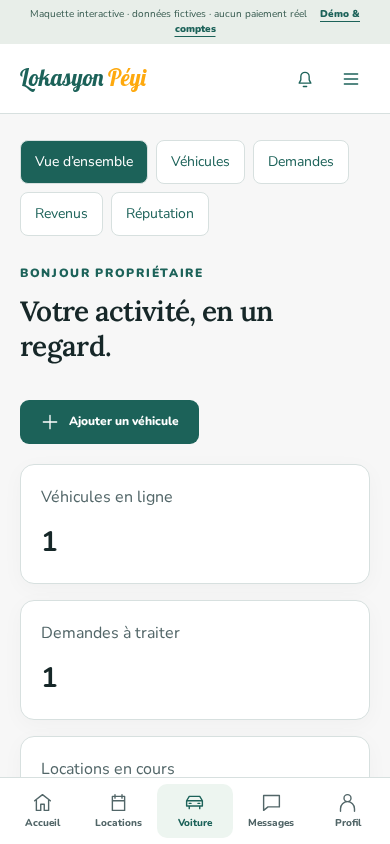 Maquette interactive · données fictives · aucun paiement réel Démo &
comptes
Lokasyon Péyi
Vue d’ensemble Véhicules Demandes
Revenus Réputation
BONJOUR PROPRIÉTAIRE
Votre activité, en un
regard.
Ajouter un véhicule
Véhicules en ligne
1
Demandes à traiter
1
Locations en cours
Accueil Locations Voiture Messages Profil